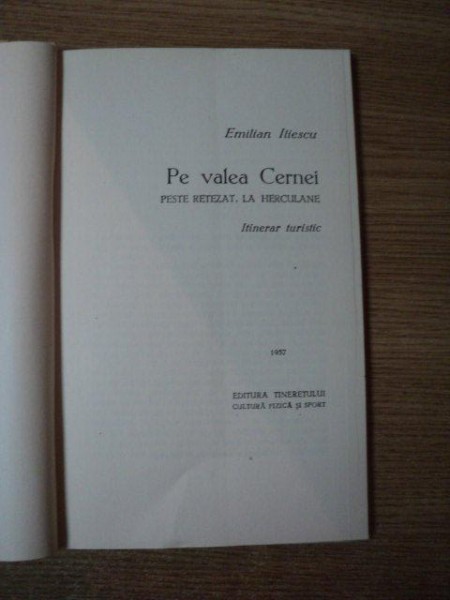 Emilian Iliescu
Pe valea Cernei
PESTE RETEZAT, LA HERCULANE
Itinerar turistic
1957
EDITURA TINERETULUI
CULTURĂ FIZICĂ ȘI SPORT